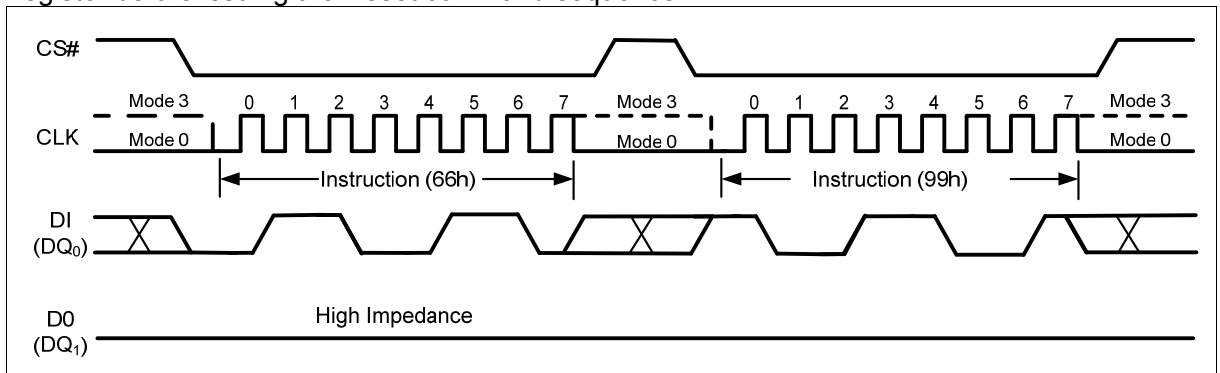 CS#
Mode 3 0 1 2 3 4 5 6 7 Mode 3 0 1 2 3 4 5 6 7 Mode 3
CLK
Mode 0 Mode 0 Mode 0
Instruction (66h) Instruction (99h)
DI
(DQ0)
High Impedance
D0
(DQ1)